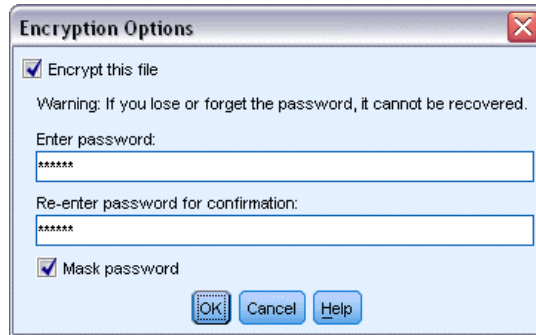 Encryption Options
Encrypt this file
Warning: If you lose or forget the password, it cannot be recovered.
Enter password:
******
Re-enter password for confirmation:
******
Mask password
OK Cancel Help